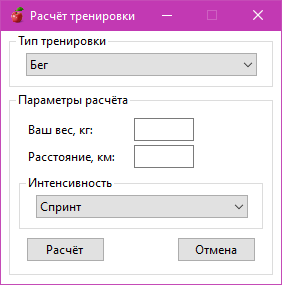 Расчёт тренировки
Тип тренировки
Бег
Параметры расчёта
Ваш вес, кг:
Расстояние, км:
Интенсивность
Спринт
Расчёт Отмена